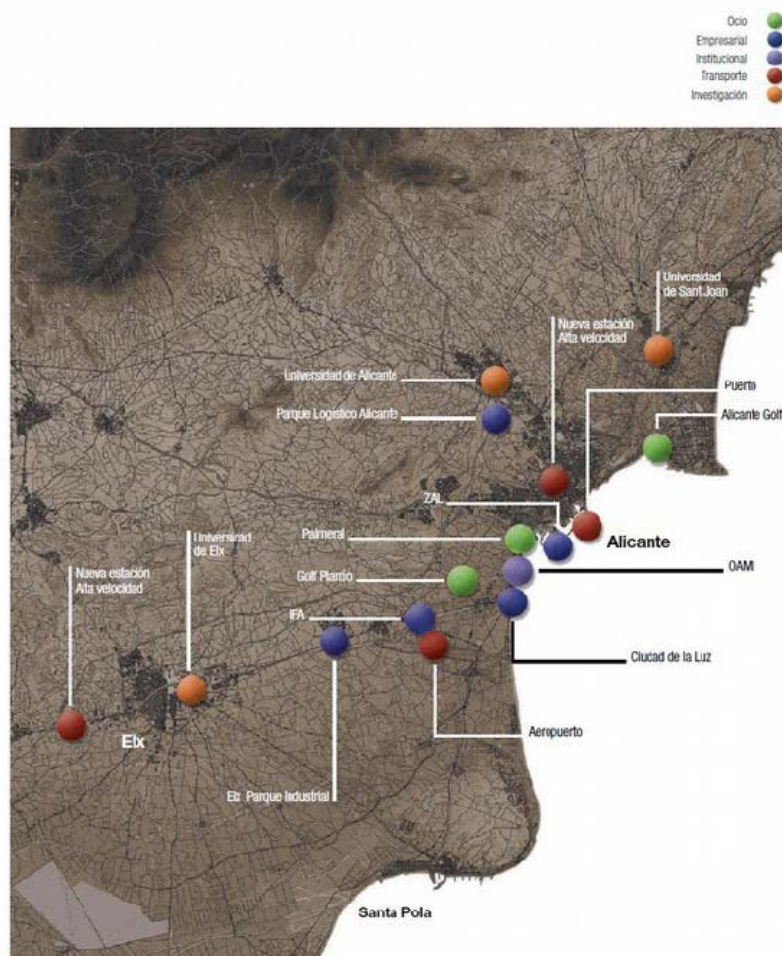 Ocio
Empresarial
Institucional
Transporte
Investigación
Universidad
de Sant Joan
Nueva estación
Alta velocidad
Universidad de Alicante
Puerto
Parque Logístico Alicante
Alicante Golf
ZAL
Universidad
de Elx
Palmeral
Alicante
Nueva estación
Alta velocidad
Golf Plantío
OAMI
IFA
Ciudad de la Luz
Elx
Aeropuerto
Elx Parque Industrial
Santa Pola